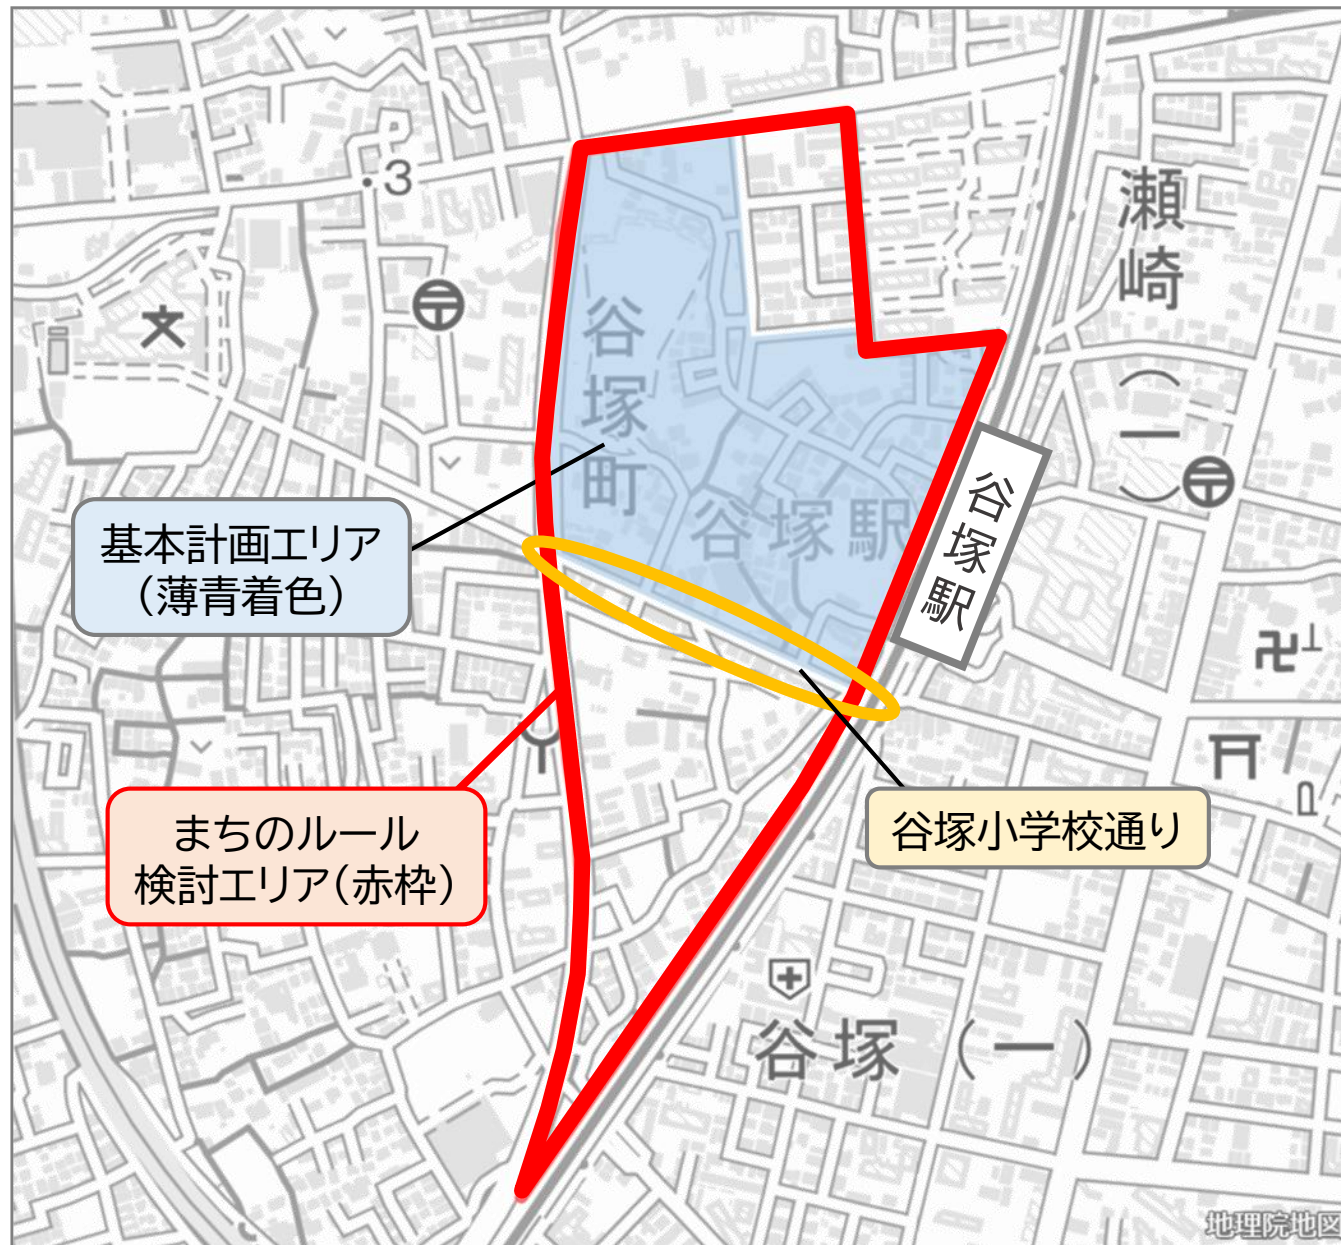 3
瀬崎(一)
谷塚町
谷塚駅
谷塚駅
基本計画エリア
(薄青着色)
谷塚小学校通り
まちのルール
検討エリア(赤枠)
谷塚(一)
地理院地図